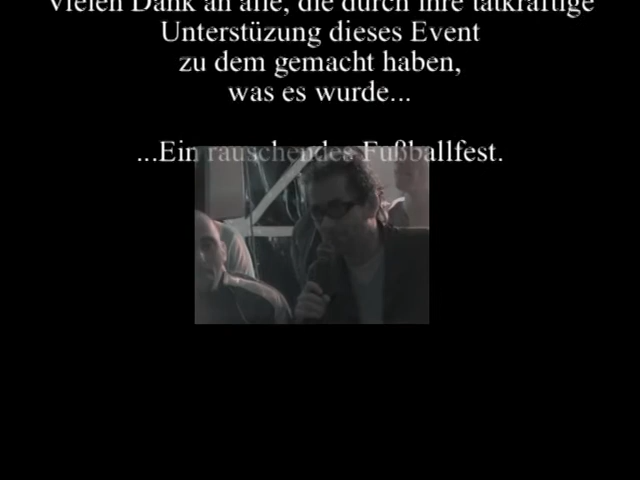 Vielen Dank an alle, die durch ihre tatkräftige
Unterstüzung dieses Event
zu dem gemacht haben,
was es wurde...
...Ein rauschendes Fußballfest.